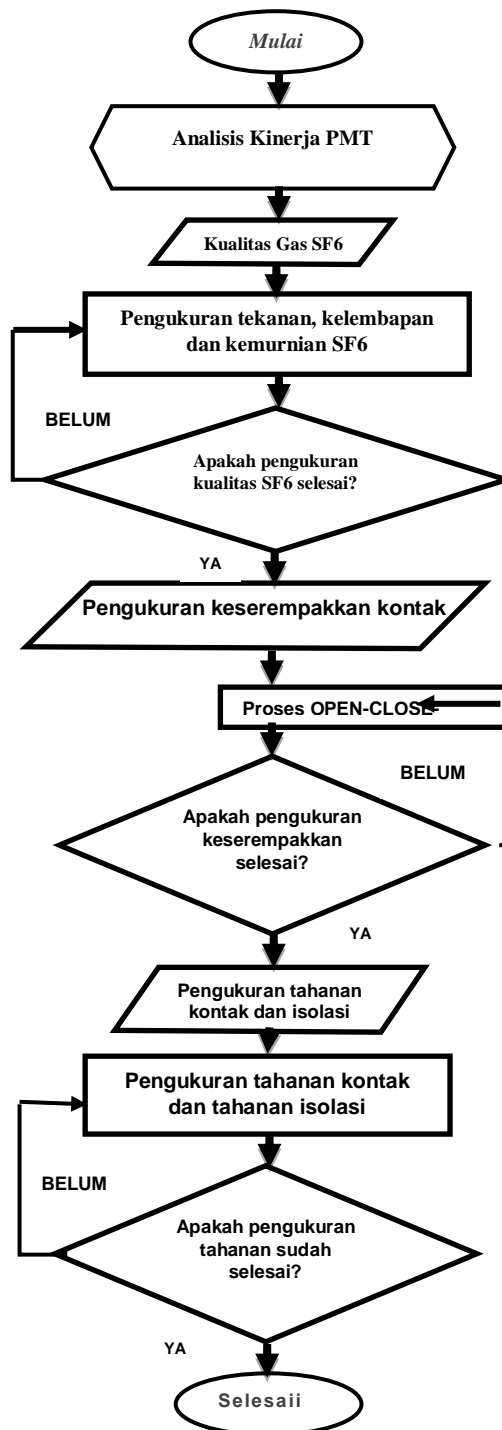 Mulai
Analisis Kinerja PMT
Kualitas Gas SF6
Pengukuran tekanan, kelembapan
dan kemurnian SF6
BELUM
Apakah pengukuran
kualitas SF6 selesai?
YA
Pengukuran keserempakkan kontak
Proses OPEN-CLOSE-
BELUM
Apakah pengukuran
keserempakkan
selesai?
YA
Pengukuran tahanan
kontak dan isolasi
Pengukuran tahanan kontak
dan tahanan isolasi
BELUM
Apakah pengukuran
tahanan sudah
selesai?
YA
Selesaii